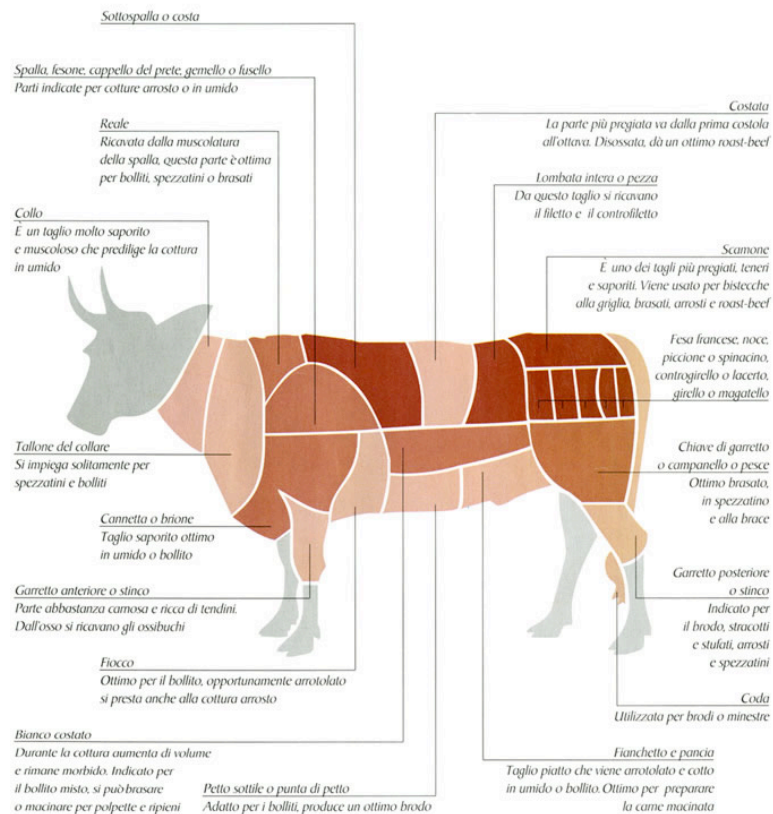 Sottospalla o costa
Spalla, fesone, cappello del prete, gemello o fusello
Parti indicate per cotture arrosto o in umido
Reale
Ricavata dalla muscolatura
della spalla, questa parte è ottima
per bolliti, spezzatini o brasati
Collo
È un taglio molto saporito
e muscoloso che predilige la cottura
in umido
Tallone del collare
Si impiega solitamente per
spezzatini e bolliti
Cannetta o brione
Taglio saporito ottimo
in umido o bollito
Garretto anteriore o stinco
Parte abbastanza carnosa e ricca di tendini.
Dall'osso si ricavano gli ossibuchi
Fiocco
Ottimo per il bollito, opportunamente arrotolato
si presta anche alla cottura arrosto
Bianco costato
Durante la cottura aumenta di volume
e rimane morbido. Indicato per
il bollito misto, si può brasare
o macinare per polpette e ripieni
Petto sottile o punta di petto
Adatto per i bolliti, produce un ottimo brodo
Costata
La parte più pregiata va dalla prima costola
all'ottava. Disossata, dà un ottimo roast-beef
Lombata intera o pezza
Da questo taglio si ricavano
il filetto e il controfiletto
Scamone
È uno dei tagli più pregiati, teneri
e saporiti. Viene usato per bistecche
alla griglia, brasati, arrosti e roast-beef
Fesa francese, noce,
piccione o spinacino,
controgirello o lacerto,
girello o magatello
Chiave di garretto
o campanello o pesce
Ottimo brasato,
in spezzatino
e alla brace
Garretto posteriore
o stinco
Indicato per
il brodo, stracotti
e stufati, arrosti
e spezzatini
Coda
Utilizzata per brodi o minestre
Fianchetto e pancia
Taglio piatto che viene arrotolato e cotto
in umido o bollito. Ottimo per preparare
la carne macinata